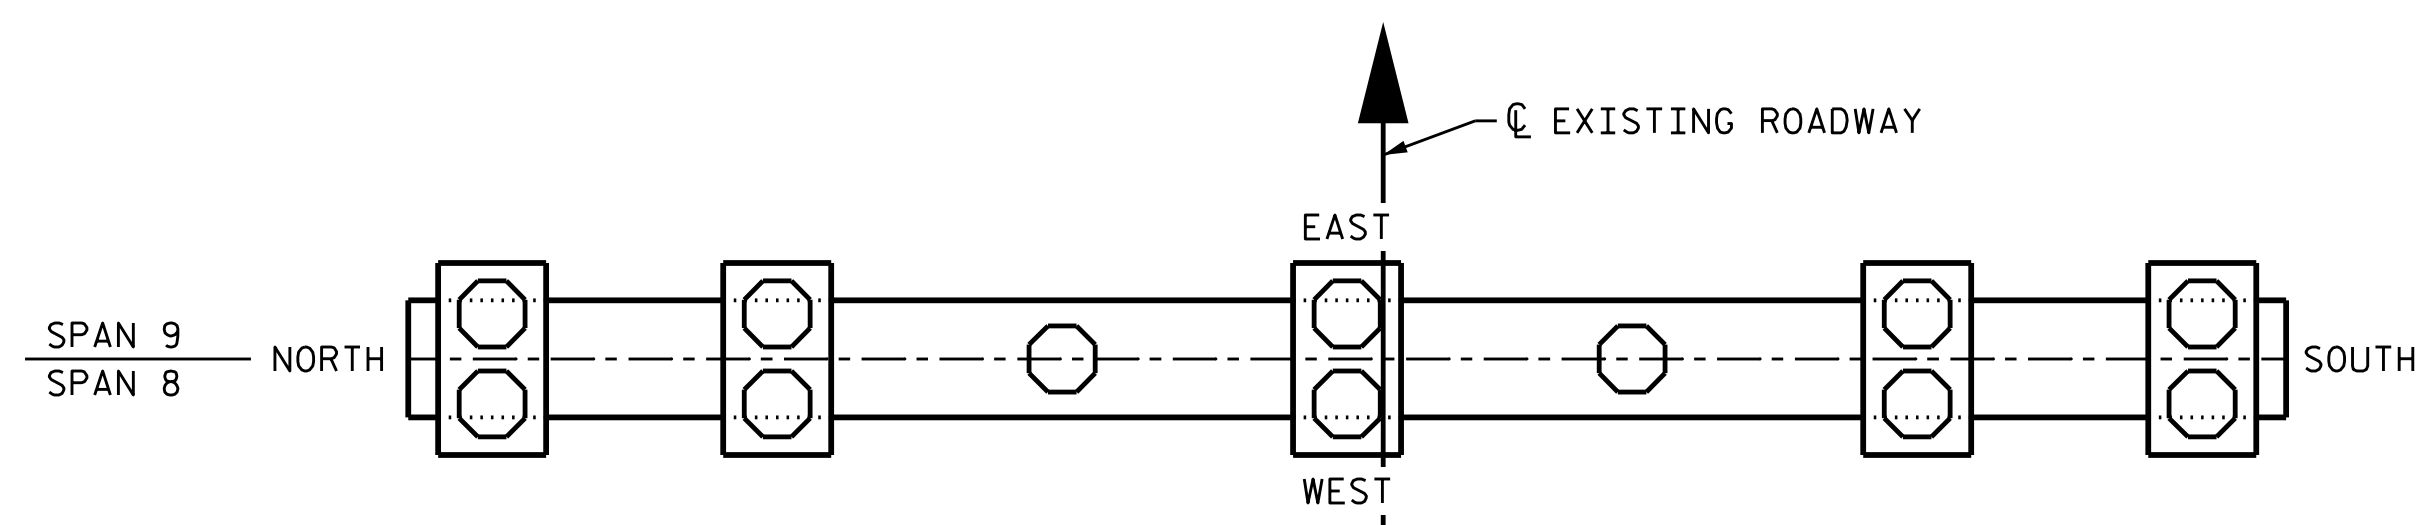 ℄ EXISTING ROADWAY
EAST
SPAN 9
NORTH
SOUTH
SPAN 8
WEST